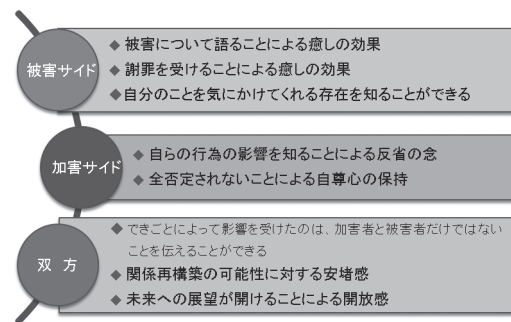 被害サイド
◆ 被害について語ることによる癒しの効果
◆ 謝罪を受けることによる癒しの効果
◆自分のことを気にかけてくれる存在を知ることができる
加害サイド
◆ 自らの行為の影響を知ることによる反省の念
◆ 全否定されないことによる自尊心の保持
双 方
◆ できごとによって影響を受けたのは、加害者と被害者だけではない
ことを伝えることができる
◆ 関係再構築の可能性に対する安堵感
◆ 未来への展望が開けることによる開放感